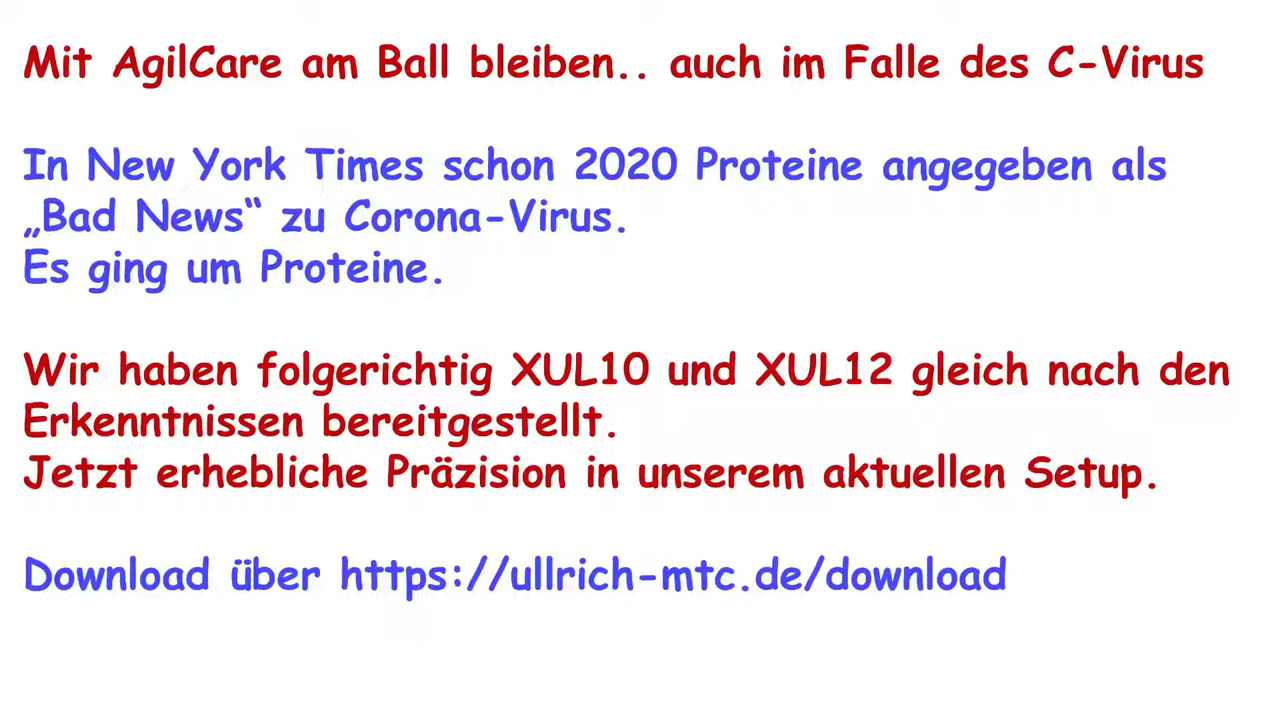 Mit AgilCare am Ball bleiben.. auch im Falle des C-Virus
In New York Times schon 2020 Proteine angegeben als
„Bad News“ zu Corona-Virus.
Es ging um Proteine.
Wir haben folgerichtig XUL10 und XUL12 gleich nach den
Erkenntnissen bereitgestellt.
Jetzt erhebliche Präzision in unserem aktuellen Setup.
Download über https://ullrich-mtc.de/download